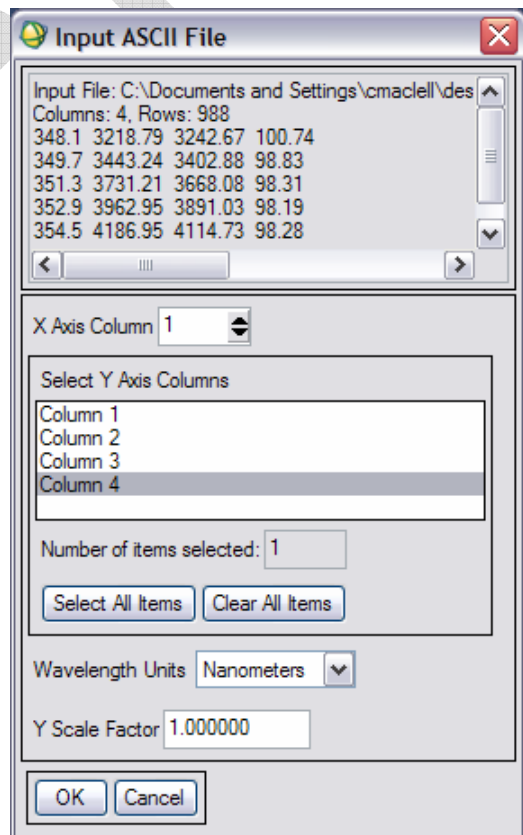 Input ASCII File
Input File: C:\Documents and Settings\cmaclell\des
Columns: 4, Rows: 988
348.1 3218.79 3242.67 100.74
349.7 3443.24 3402.88 98.83
351.3 3731.21 3668.08 98.31
352.9 3962.95 3891.03 98.19
354.5 4186.95 4114.73 98.28
X Axis Column 1
Select Y Axis Columns
Column 1
Column 2
Column 3
Column 4
Number of items selected: 1
Select All Items Clear All Items
Wavelength Units Nanometers
Y Scale Factor 1.000000
OK Cancel